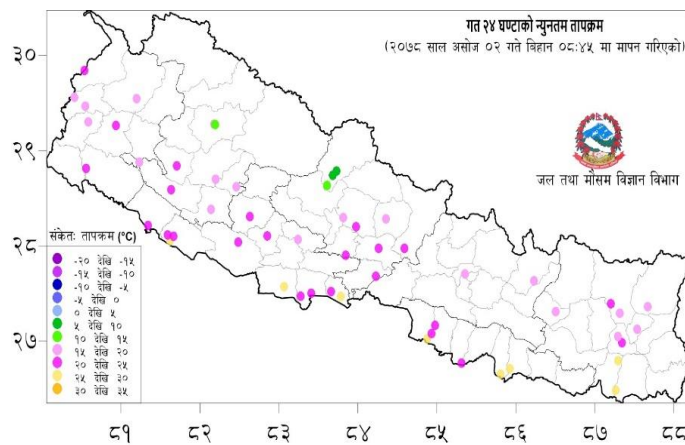 गत २४ घण्टाको न्युनतम तापक्रम
(२०७८ साल असोज ०२ गते बिहान ०८:४५ मा मापन गरिएको)
जल तथा मौसम विज्ञान विभाग
३०
२९
२८
२७
संकेतः तापक्रम (°C)
-२० देखि -१५
-१५ देखि -१०
-१० देखि -५
-५ देखि ०
० देखि ५
५ देखि १०
१० देखि १५
१५ देखि २०
२० देखि २५
२५ देखि ३०
३० देखि ३५
८१ ८२ ८३ ८४ ८५ ८६ ८७ ८८